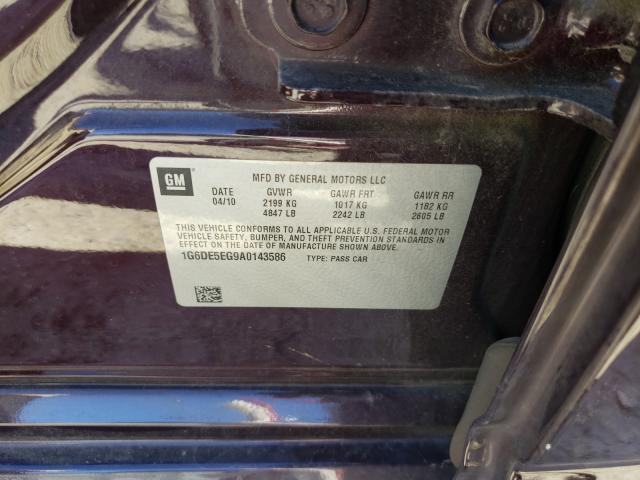 GM
MFD BY GENERAL MOTORS LLC
DATE GVWR GAWR FRT GAWR RR
04/10 2199 KG 1017 KG 1182 KG
4847 LB 2242 LB 2605 LB
THIS VEHICLE CONFORMS TO ALL APPLICABLE U.S. FEDERAL MOTOR
VEHICLE SAFETY, BUMPER, AND THEFT PREVENTION STANDARDS IN
EFFECT ON THE DATE OF MANUFACTURE SHOWN ABOVE.
1G6DE5EG9A0143586 TYPE: PASS CAR